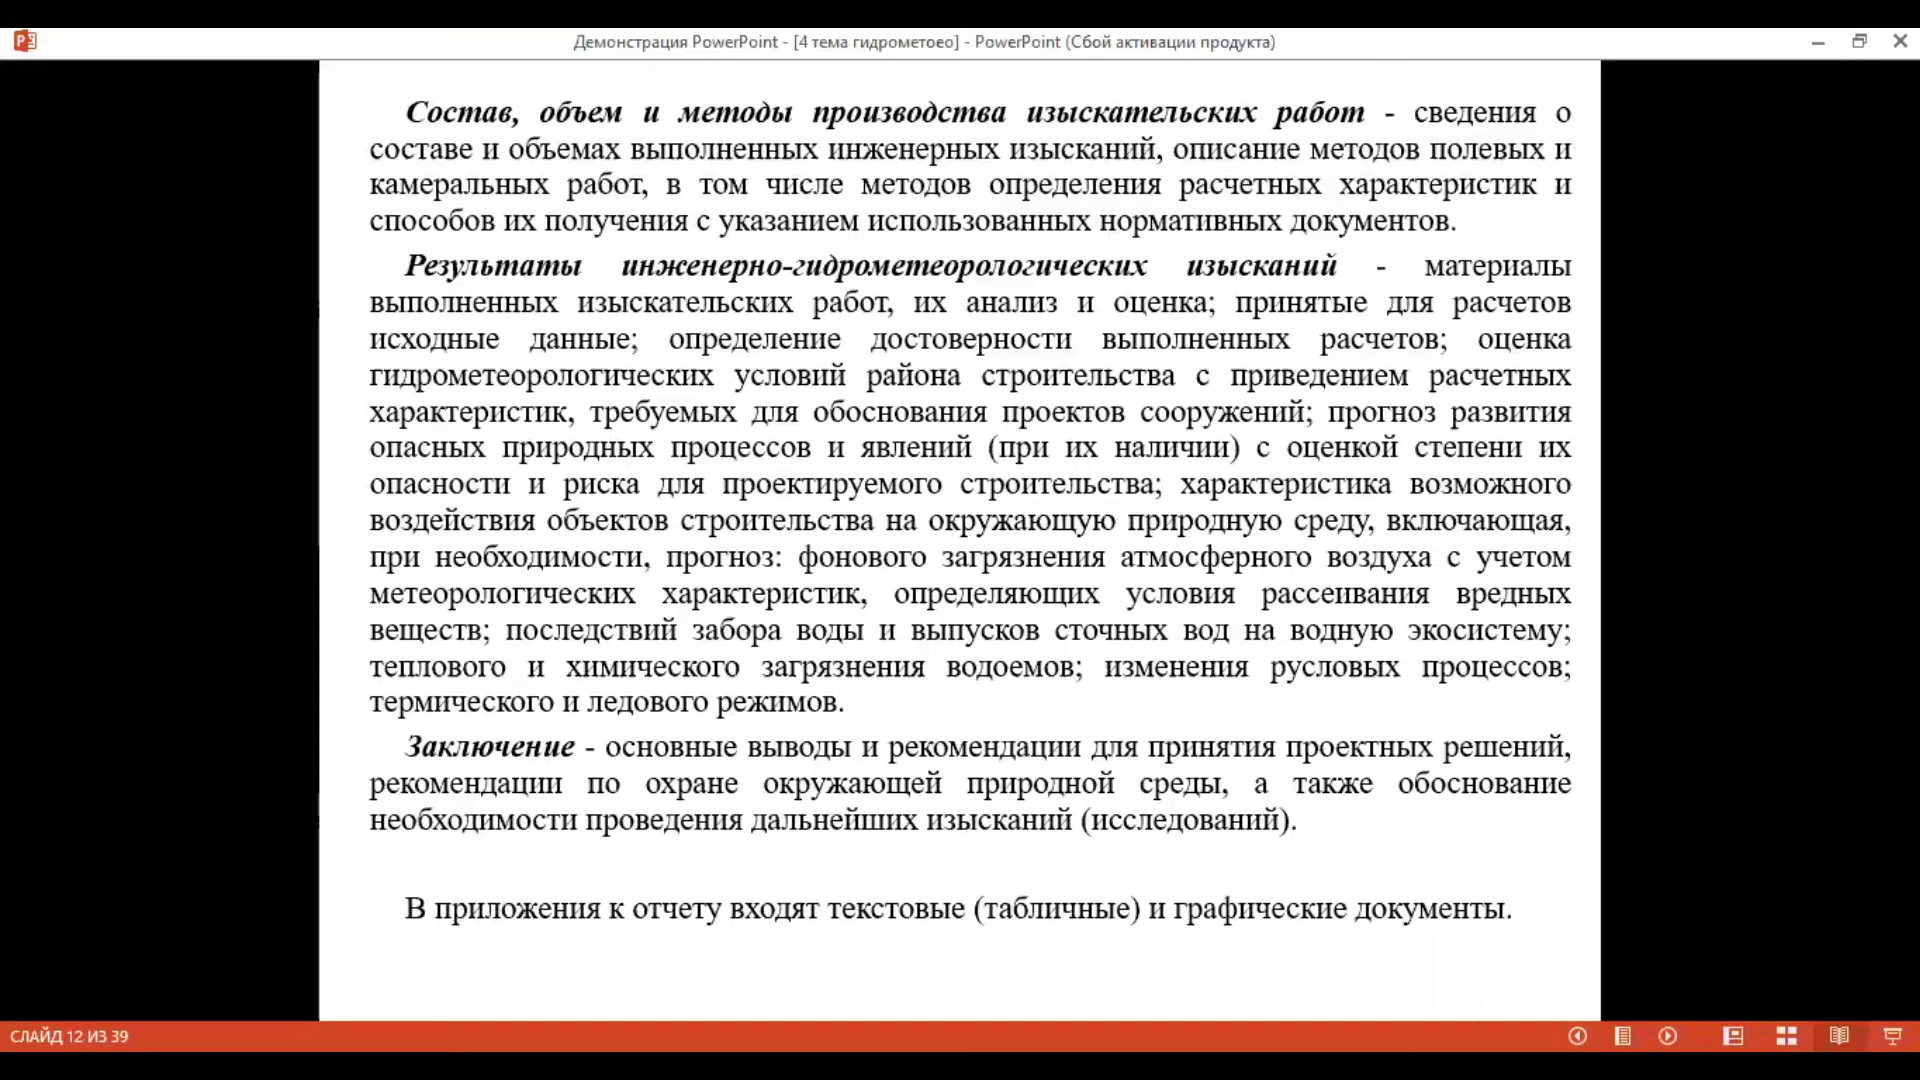 Демонстрация PowerPoint - [4 тема гидрометоео] - PowerPoint (Сбой активации продукта)
Состав, объем и методы производства изыскательских работ - сведения о
составе и объемах выполненных инженерных изысканий, описание методов полевых и
камеральных работ, в том числе методов определения расчетных характеристик и
способов их получения с указанием использованных нормативных документов.
Результаты инженерно-гидрометеорологических изысканий - материалы
выполненных изыскательских работ, их анализ и оценка; принятые для расчетов
исходные данные; определение достоверности выполненных расчетов; оценка
гидрометеорологических условий района строительства с приведением расчетных
характеристик, требуемых для обоснования проектов сооружений; прогноз развития
опасных природных процессов и явлений (при их наличии) с оценкой степени их
опасности и риска для проектируемого строительства; характеристика возможного
воздействия объектов строительства на окружающую природную среду, включающая,
при необходимости, прогноз: фонового загрязнения атмосферного воздуха с учетом
метеорологических характеристик, определяющих условия рассеивания вредных
веществ; последствий забора воды и выпусков сточных вод на водную экосистему;
теплового и химического загрязнения водоемов; изменения русловых процессов;
термического и ледового режимов.
Заключение - основные выводы и рекомендации для принятия проектных решений,
рекомендации по охране окружающей природной среды, а также обоснование
необходимости проведения дальнейших изысканий (исследований).
В приложения к отчету входят текстовые (табличные) и графические документы.
СЛАЙД 12 ИЗ 39